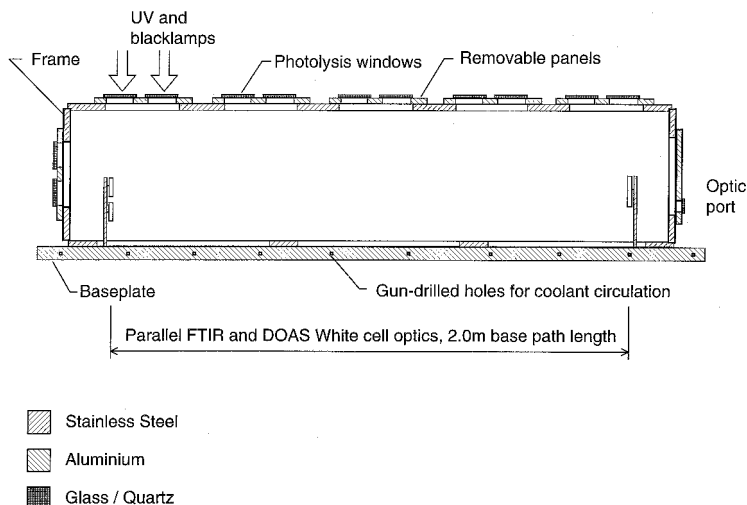 UV and
blacklamps
Frame
Photolysis windows
Removable panels
Optic
port
Baseplate
Gun-drilled holes for coolant circulation
Parallel FTIR and DOAS White cell optics, 2.0m base path length
Stainless Steel
Aluminium
Glass / Quartz